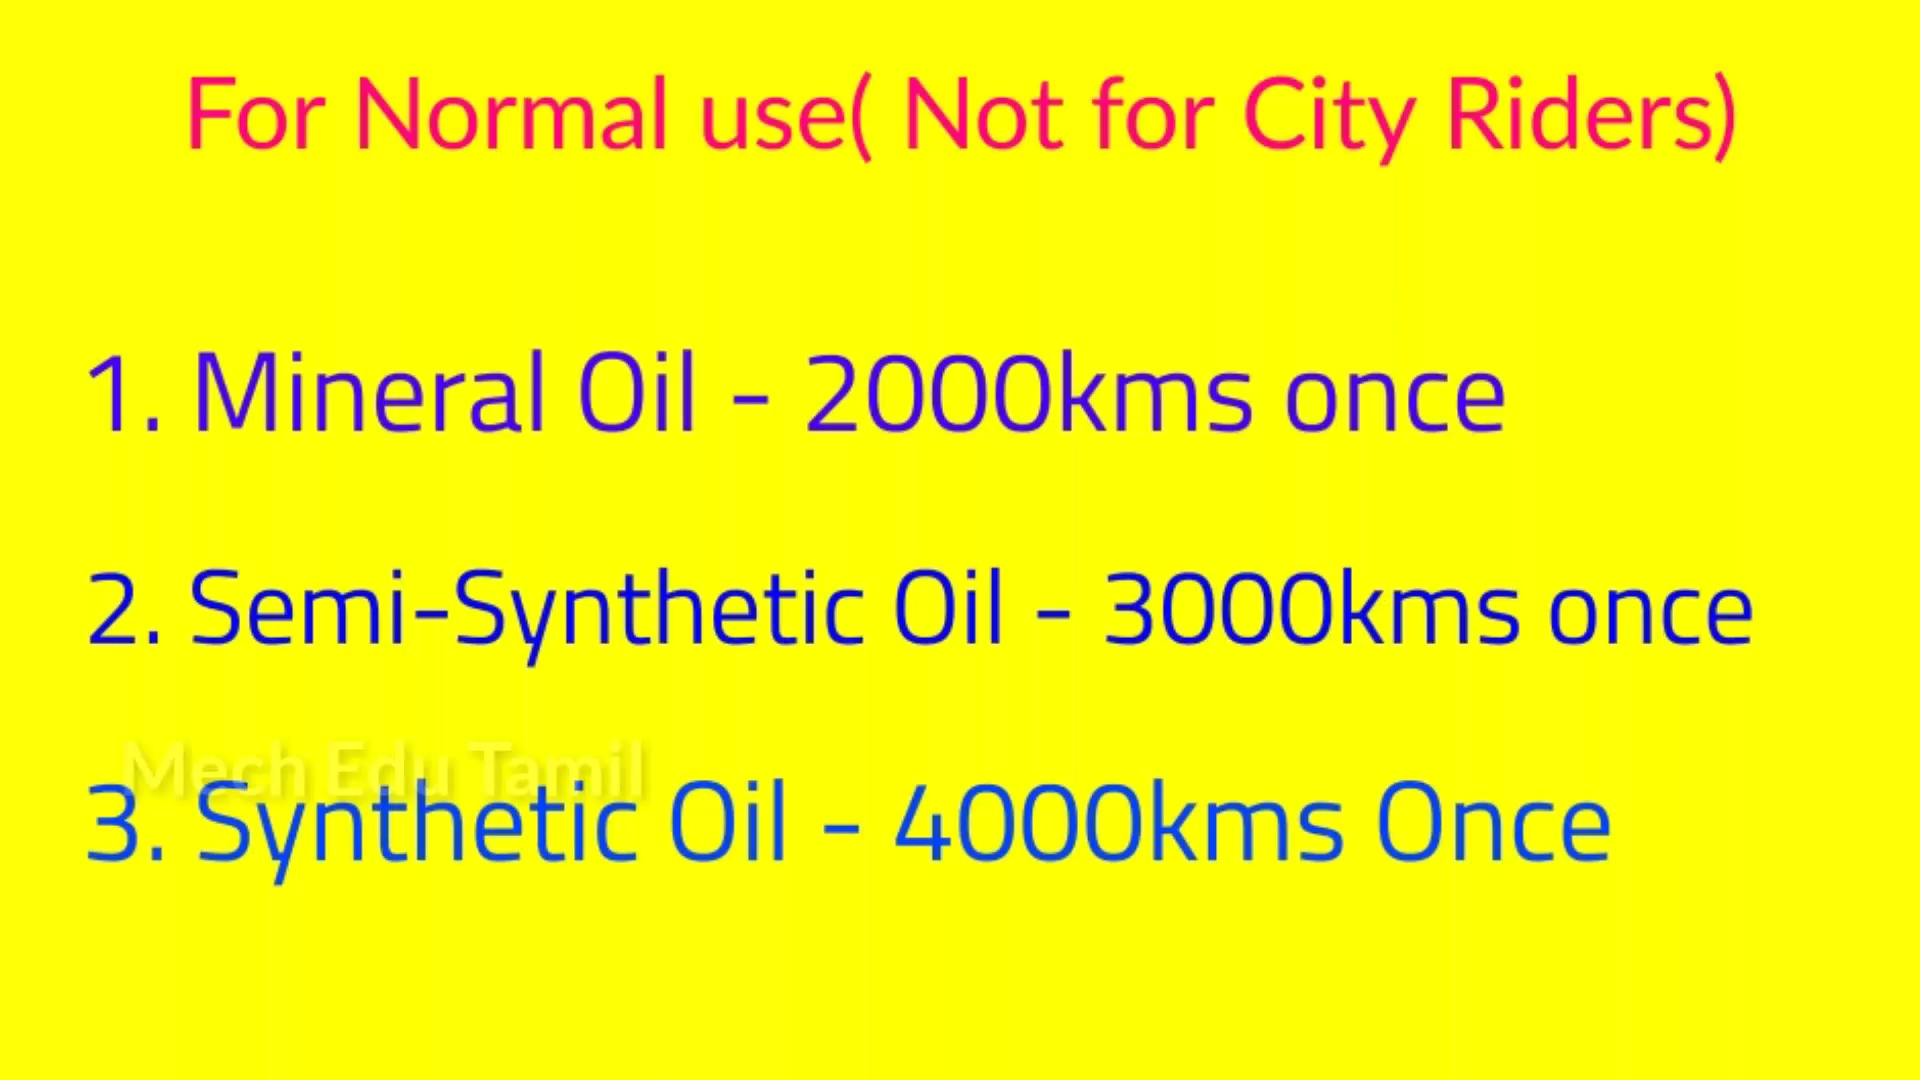 For Normal use( Not for City Riders)
1. Mineral Oil - 2000kms once
2. Semi-Synthetic Oil - 3000kms once
Mech Edu Tamil
3. Synthetic Oil - 4000kms Once